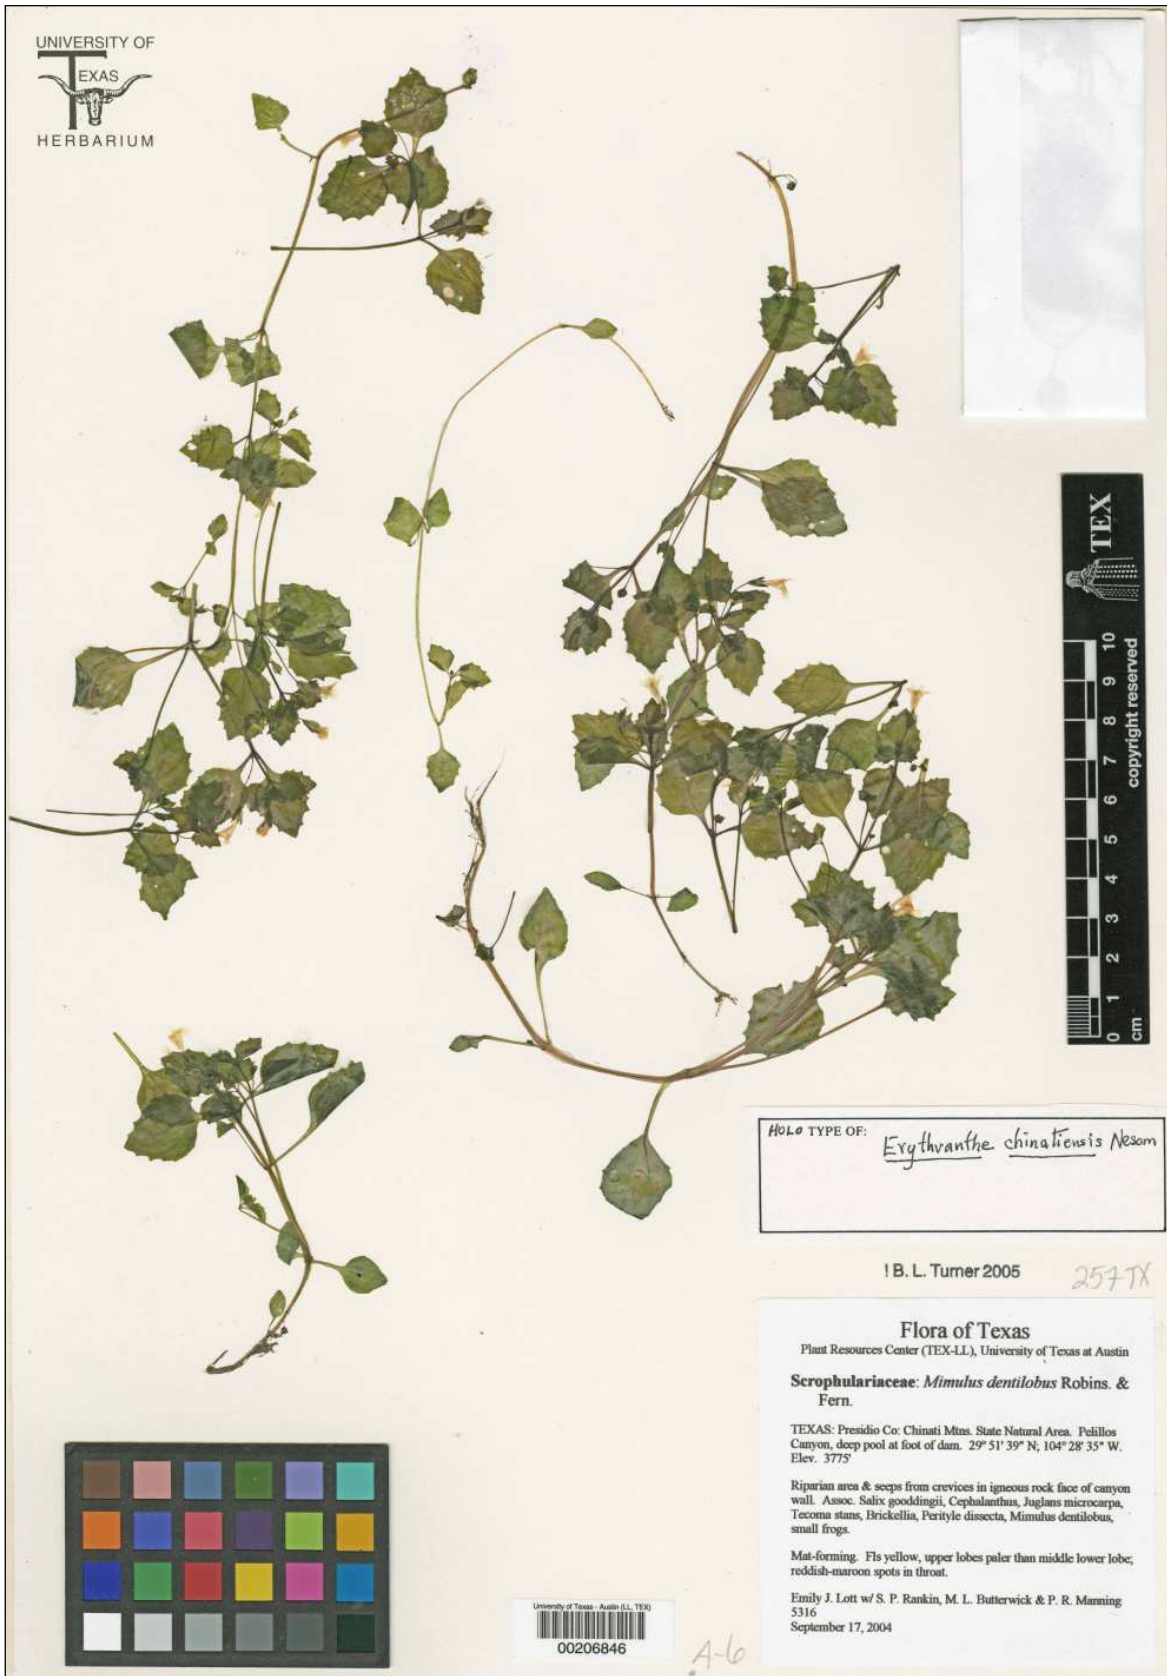 UNIVERSITY OF
TEXAS
HERBARIUM
TEX
10
9
8
7
6
5
4
3
2
1
0
copyright reserved
cm
HOLO TYPE OF:
Erythranthe chinatiensis Nesom
! B. L. Turner 2005
257 TX
Flora of Texas
Plant Resources Center (TEX-LL), University of Texas at Austin
Scrophulariaceae: Mimulus dentilobus Robins. &
Fern.
TEXAS: Presidio Co: Chinati Mtns. State Natural Area. Pelillos
Canyon, deep pool at foot of dam. 29° 51' 39" N; 104° 28' 35" W.
Elev. 3775'
Riparian area & seeps from crevices in igneous rock face of canyon
wall. Assoc. Salix gooddingii, Cephalanthus, Juglans microcarpa,
Tecoma stans, Brickellia, Perityle dissecta, Mimulus dentilobus,
small frogs.
Mat-forming. Fls yellow, upper lobes paler than middle lower lobe;
reddish-maroon spots in throat.
Emily J. Lott w/ S. P. Rankin, M. L. Butterwick & P. R. Manning
5316
September 17, 2004
University of Texas - Austin (LL, TEX)
00206846
A-6